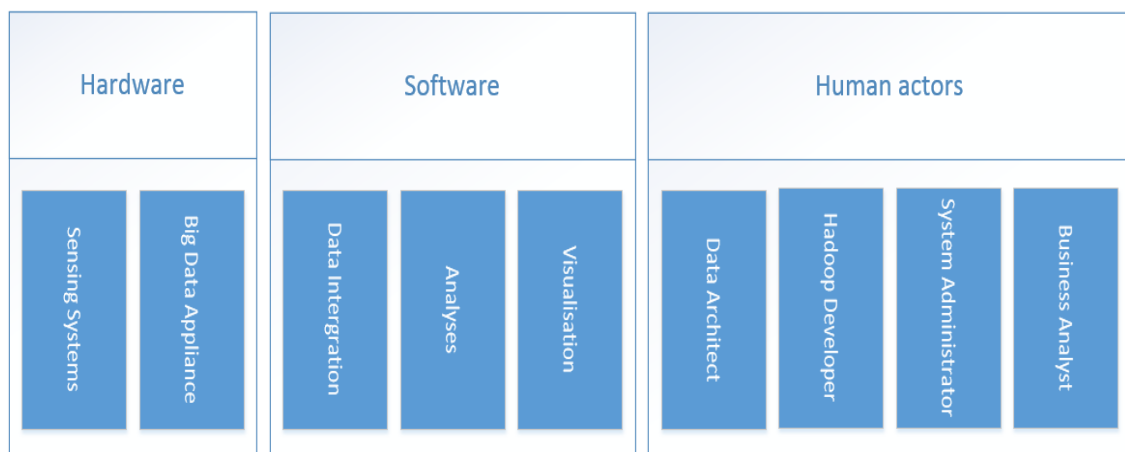 Hardware
Software
Human actors
Sensing Systems
Big Data Appliance
Data Intergration
Analyses
Visualisation
Data Architect
Hadoop Developer
System Administrator
Business Analyst